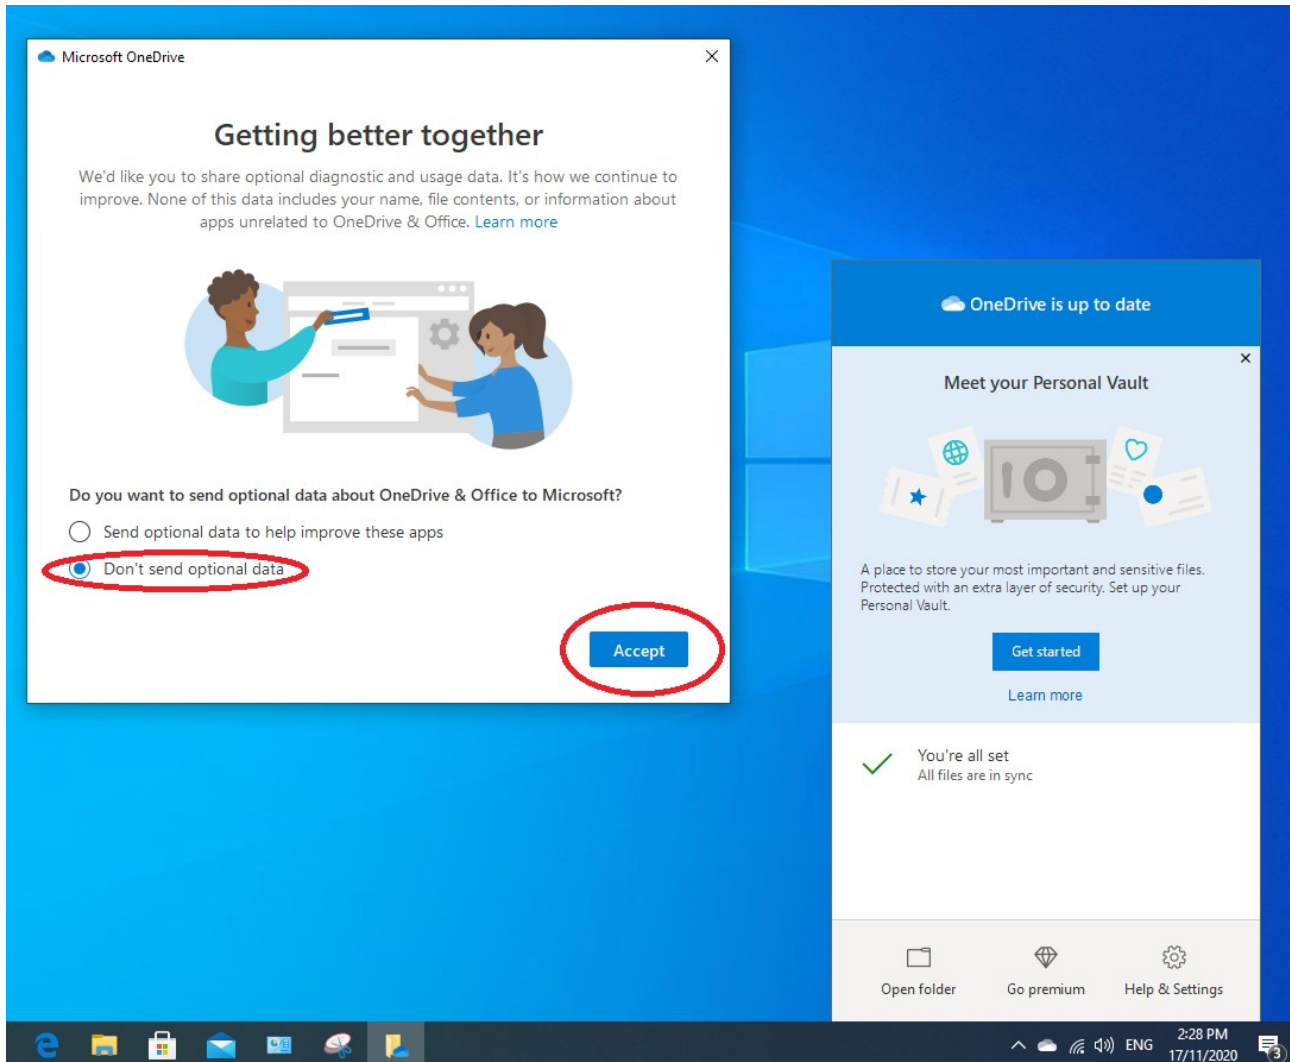 Microsoft OneDrive
Getting better together
We'd like you to share optional diagnostic and usage data. It's how we continue to
improve. None of this data includes your name, file contents, or information about
apps unrelated to OneDrive & Office. Learn more
Do you want to send optional data about OneDrive & Office to Microsoft?
Send optional data to help improve these apps
Don't send optional data
Accept
OneDrive is up to date
Meet your Personal Vault
A place to store your most important and sensitive files.
Protected with an extra layer of security. Set up your
Personal Vault.
Get started
Learn more
You're all set
All files are in sync
Open folder
Go premium
Help & Settings
ENG
2:28 PM
17/11/2020
3